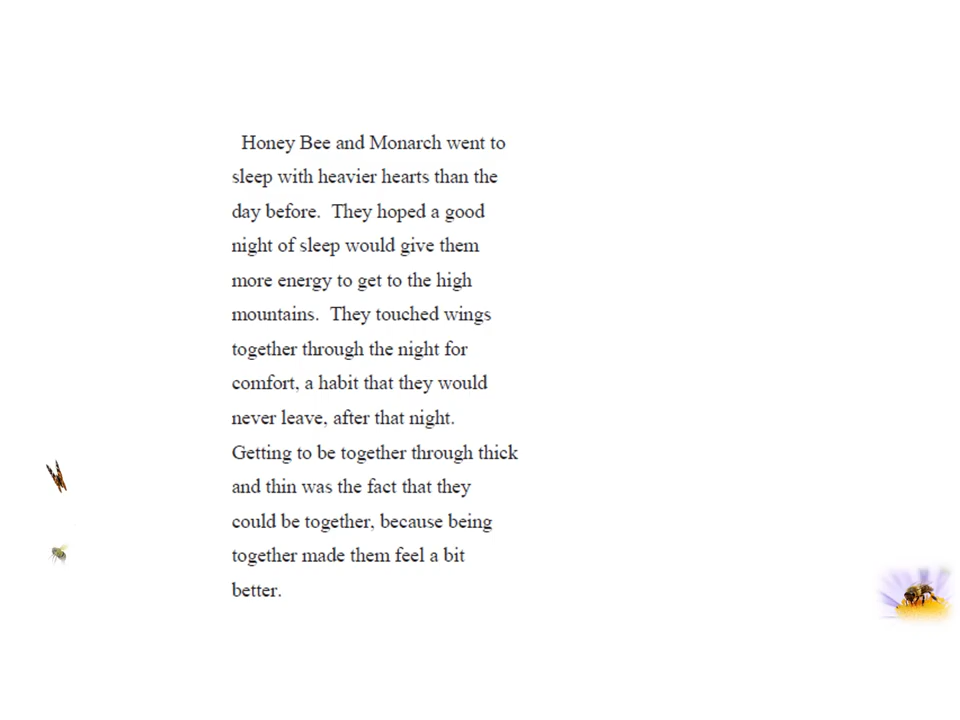 Honey Bee and Monarch went to
sleep with heavier hearts than the
day before.  They hoped a good
night of sleep would give them
more energy to get to the high
mountains.  They touched wings
together through the night for
comfort, a habit that they would
never leave, after that night.
Getting to be together through thick
and thin was the fact that they
could be together, because being
together made them feel a bit
better.